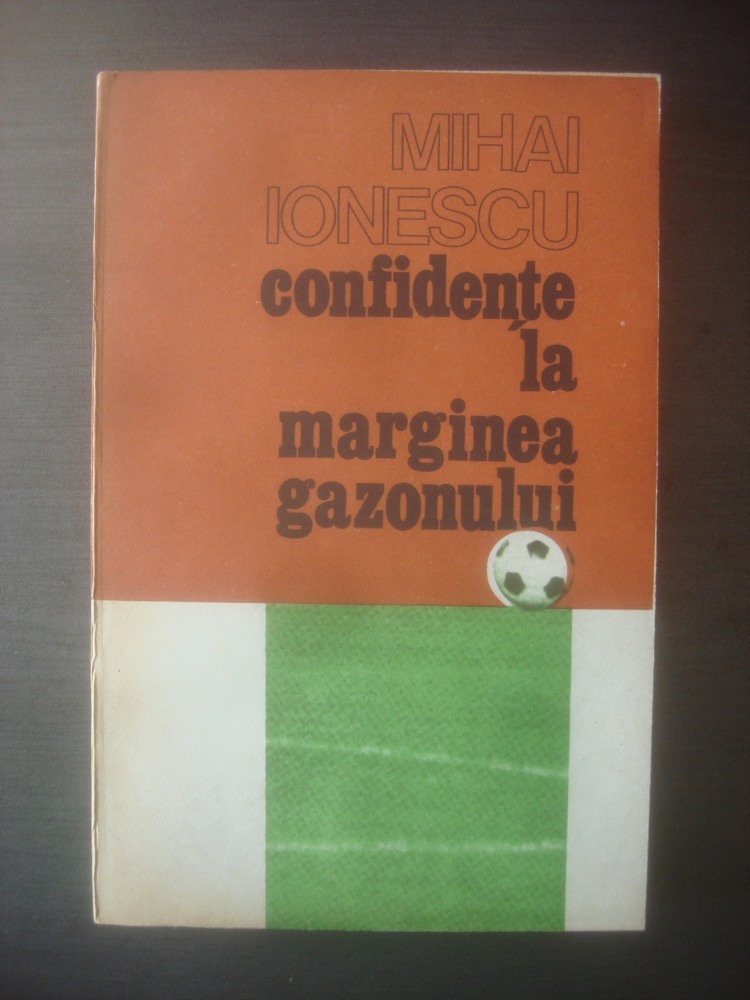 MIHAI
IONESCU
confidențe
la
marginea
gazonului